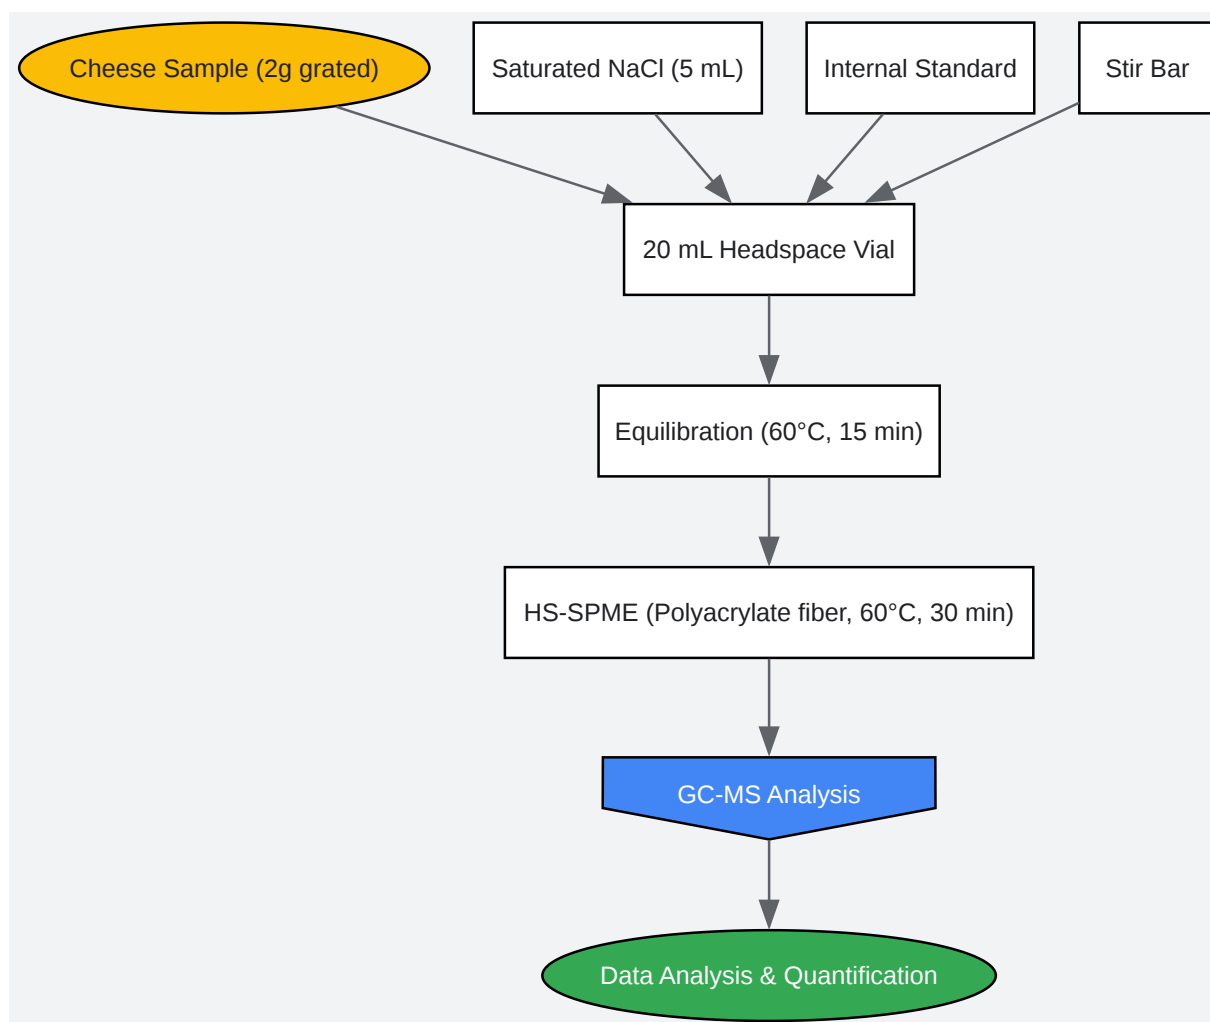 Cheese Sample (2g grated)
Saturated NaCl (5 mL)
Internal Standard
Stir Bar
20 mL Headspace Vial
Equilibration (60°C, 15 min)
HS-SPME (Polyacrylate fiber, 60°C, 30 min)
GC-MS Analysis
Data Analysis & Quantification